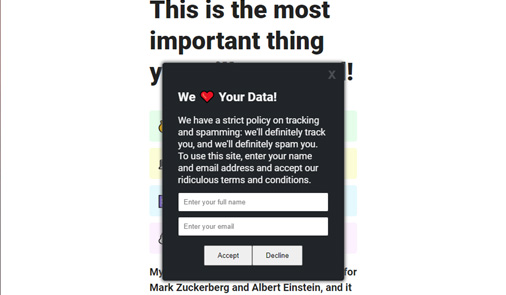 This is the most
important thing
y !!
X
We ❤ Your Data!
We have a strict policy on tracking
and spamming: we'll definitely track
you, and we'll definitely spam you.
To use this site, enter your name
and email address and accept our
ridiculous terms and conditions.
Enter your full name
Enter your email
Accept Decline
My for
Mark Zuckerberg and Albert Einstein, and it